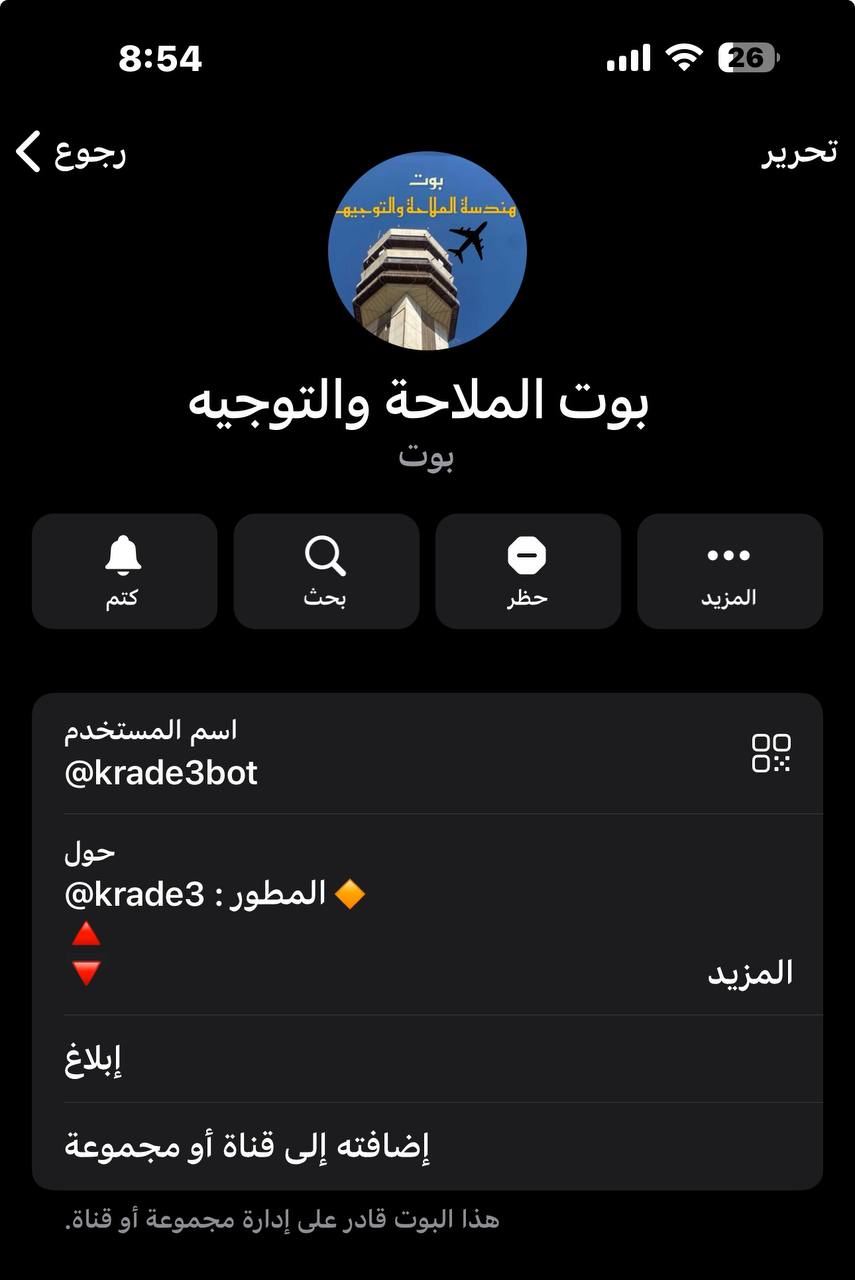 8:54
26
رجوع
تحرير
بوت
هندسة الملاحة والتوجيه
بوت الملاحة والتوجيه
بوت
كتم
بحث
حظر
المزيد
اسم المستخدم
@krade3bot
حول
🔶 المطور : @krade3
🔺
🔻
المزيد
إبلاغ
إضافته إلى قناة أو مجموعة
هذا البوت قادر على إدارة مجموعة أو قناة.